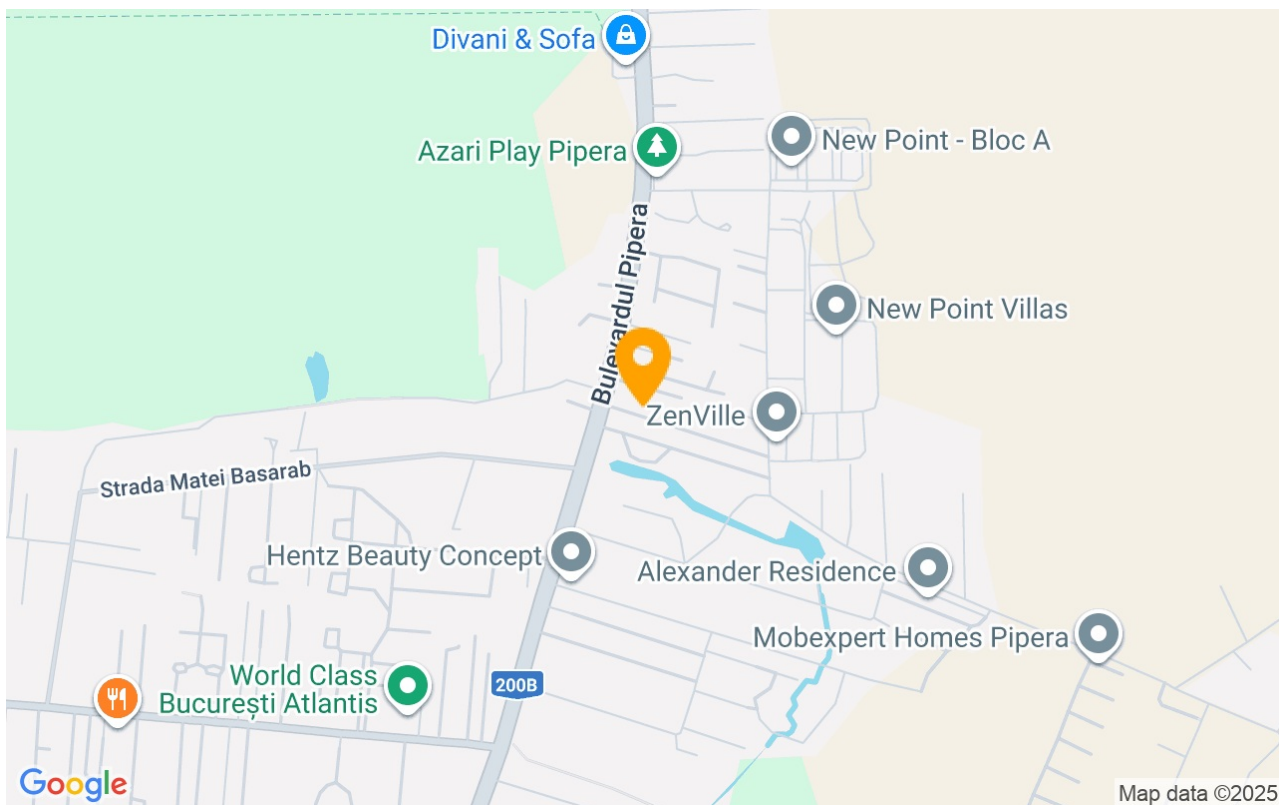 Divani & Sofa
Azari Play Pipera
New Point - Bloc A
Bulevardul Pipera
New Point Villas
ZenVille
Strada Matei Basarab
Hentz Beauty Concept
Alexander Residence
Mobexpert Homes Pipera
World Class
București Atlantis
200B
Google
Map data ©2025